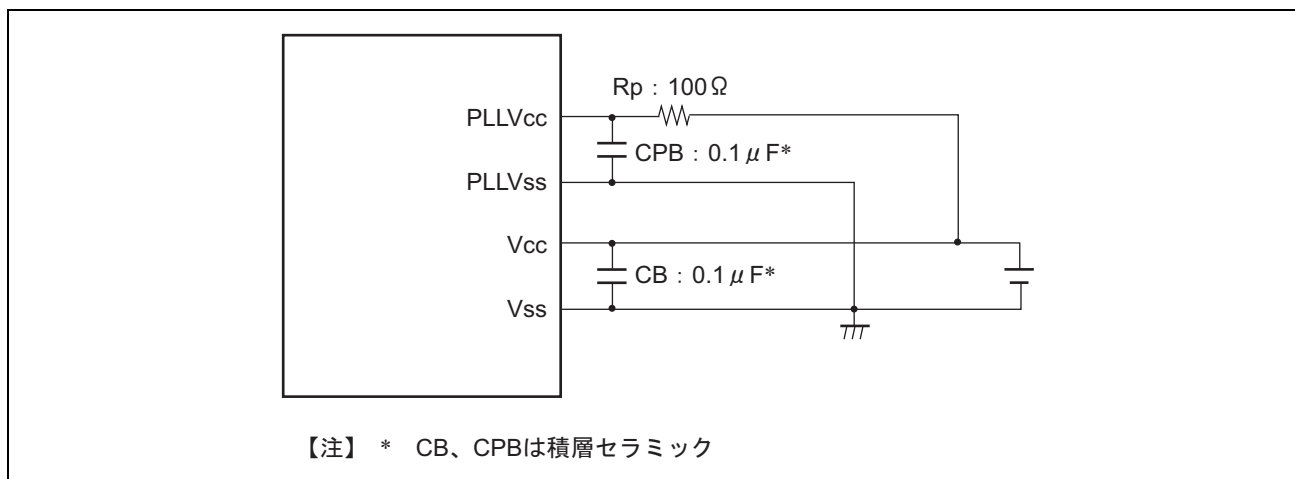 Rp：100Ω
PLLVcc
CPB：0.1μF*
PLLVss
Vcc
CB：0.1μF*
Vss
【注】 * CB、CPBは積層セラミック